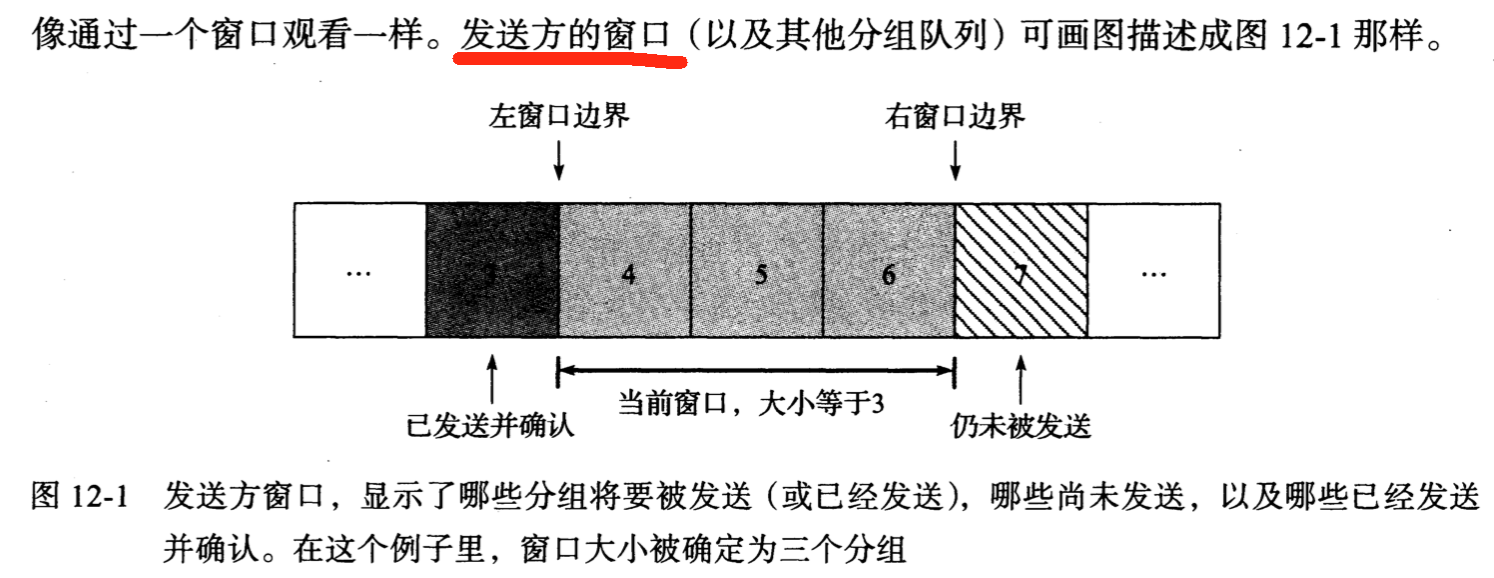 像通过一个窗口观看一样。发送方的窗口(以及其他分组队列)可画图描述成图 12-1 那样。
左窗口边界 右窗口边界
… 3 4 5 6 7 …
当前窗口,大小等于3
已发送并确认 仍未被发送
图 12-1 发送方窗口,显示了哪些分组将要被发送(或已经发送),哪些尚未发送,以及哪些已经发送
并确认。在这个例子里,窗口大小被确定为三个分组